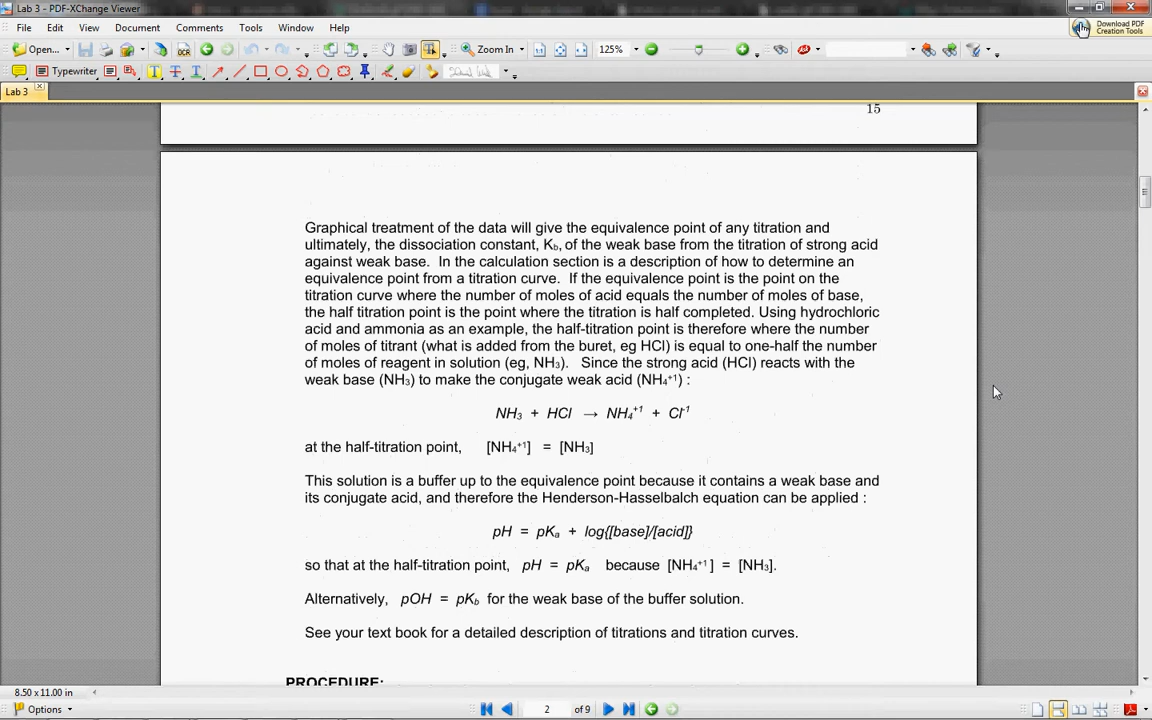 Lab 3 - PDF-XChange Viewer
File Edit View Document Comments Tools Window Help
Download PDF
Creation Tools
Open... OCR Zoom In 125%
Typewriter
Lab 3
15
Graphical treatment of the data will give the equivalence point of any titration and
ultimately, the dissociation constant, Kb, of the weak base from the titration of strong acid
against weak base. In the calculation section is a description of how to determine an
equivalence point from a titration curve. If the equivalence point is the point on the
titration curve where the number of moles of acid equals the number of moles of base,
the half titration point is the point where the titration is half completed. Using hydrochloric
acid and ammonia as an example, the half-titration point is therefore where the number
of moles of titrant (what is added from the buret, eg HCl) is equal to one-half the number
of moles of reagent in solution (eg, NH₃). Since the strong acid (HCl) reacts with the
weak base (NH₃) to make the conjugate weak acid (NH₄⁺¹) :
NH₃ + HCl → NH₄⁺¹ + Cl⁻¹
at the half-titration point, [NH₄⁺¹] = [NH₃]
This solution is a buffer up to the equivalence point because it contains a weak base and
its conjugate acid, and therefore the Henderson-Hasselbalch equation can be applied :
pH = pKa + log{[base]/[acid]}
so that at the half-titration point, pH = pKa because [NH₄⁺¹] = [NH₃].
Alternatively, pOH = pKb for the weak base of the buffer solution.
See your text book for a detailed description of titrations and titration curves.
PROCEDURE:
8.50 x 11.00 in
Options 2 of 9